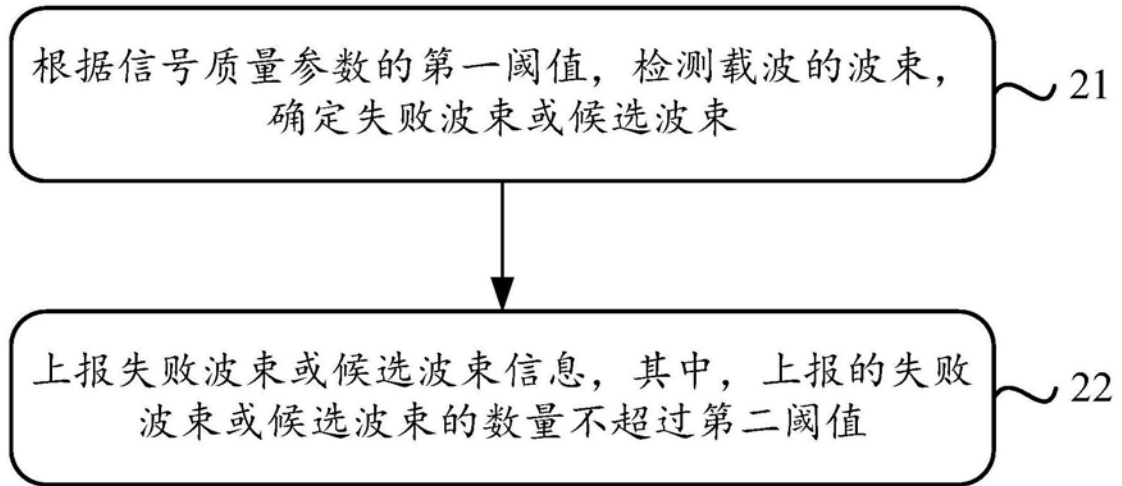 根据信号质量参数的第一阈值，检测载波的波束，
确定失败波束或候选波束
21
上报失败波束或候选波束信息，其中，上报的失败
波束或候选波束的数量不超过第二阈值
22